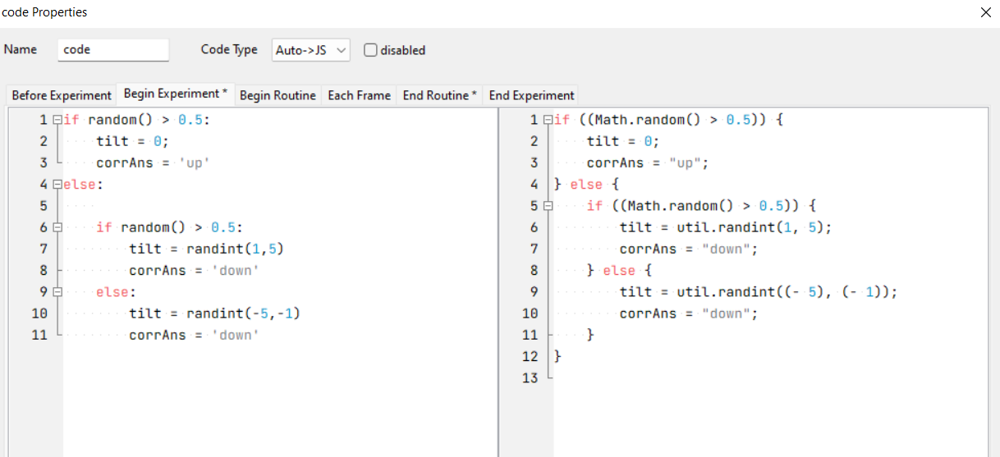 code Properties
Name code Code Type Auto->JS disabled
Before Experiment Begin Experiment * Begin Routine Each Frame End Routine * End Experiment
1 if random() > 0.5:
2 tilt = 0;
3 corrAns = 'up'
4 else:
5
6 if random() > 0.5:
7 tilt = randint(1,5)
8 corrAns = 'down'
9 else:
10 tilt = randint(-5,-1)
11 corrAns = 'down'
1 if ((Math.random() > 0.5)) {
2 tilt = 0;
3 corrAns = "up";
4 } else {
5 if ((Math.random() > 0.5)) {
6 tilt = util.randint(1, 5);
7 corrAns = "down";
8 } else {
9 tilt = util.randint((- 5), (- 1));
10 corrAns = "down";
11 }
12 }
13